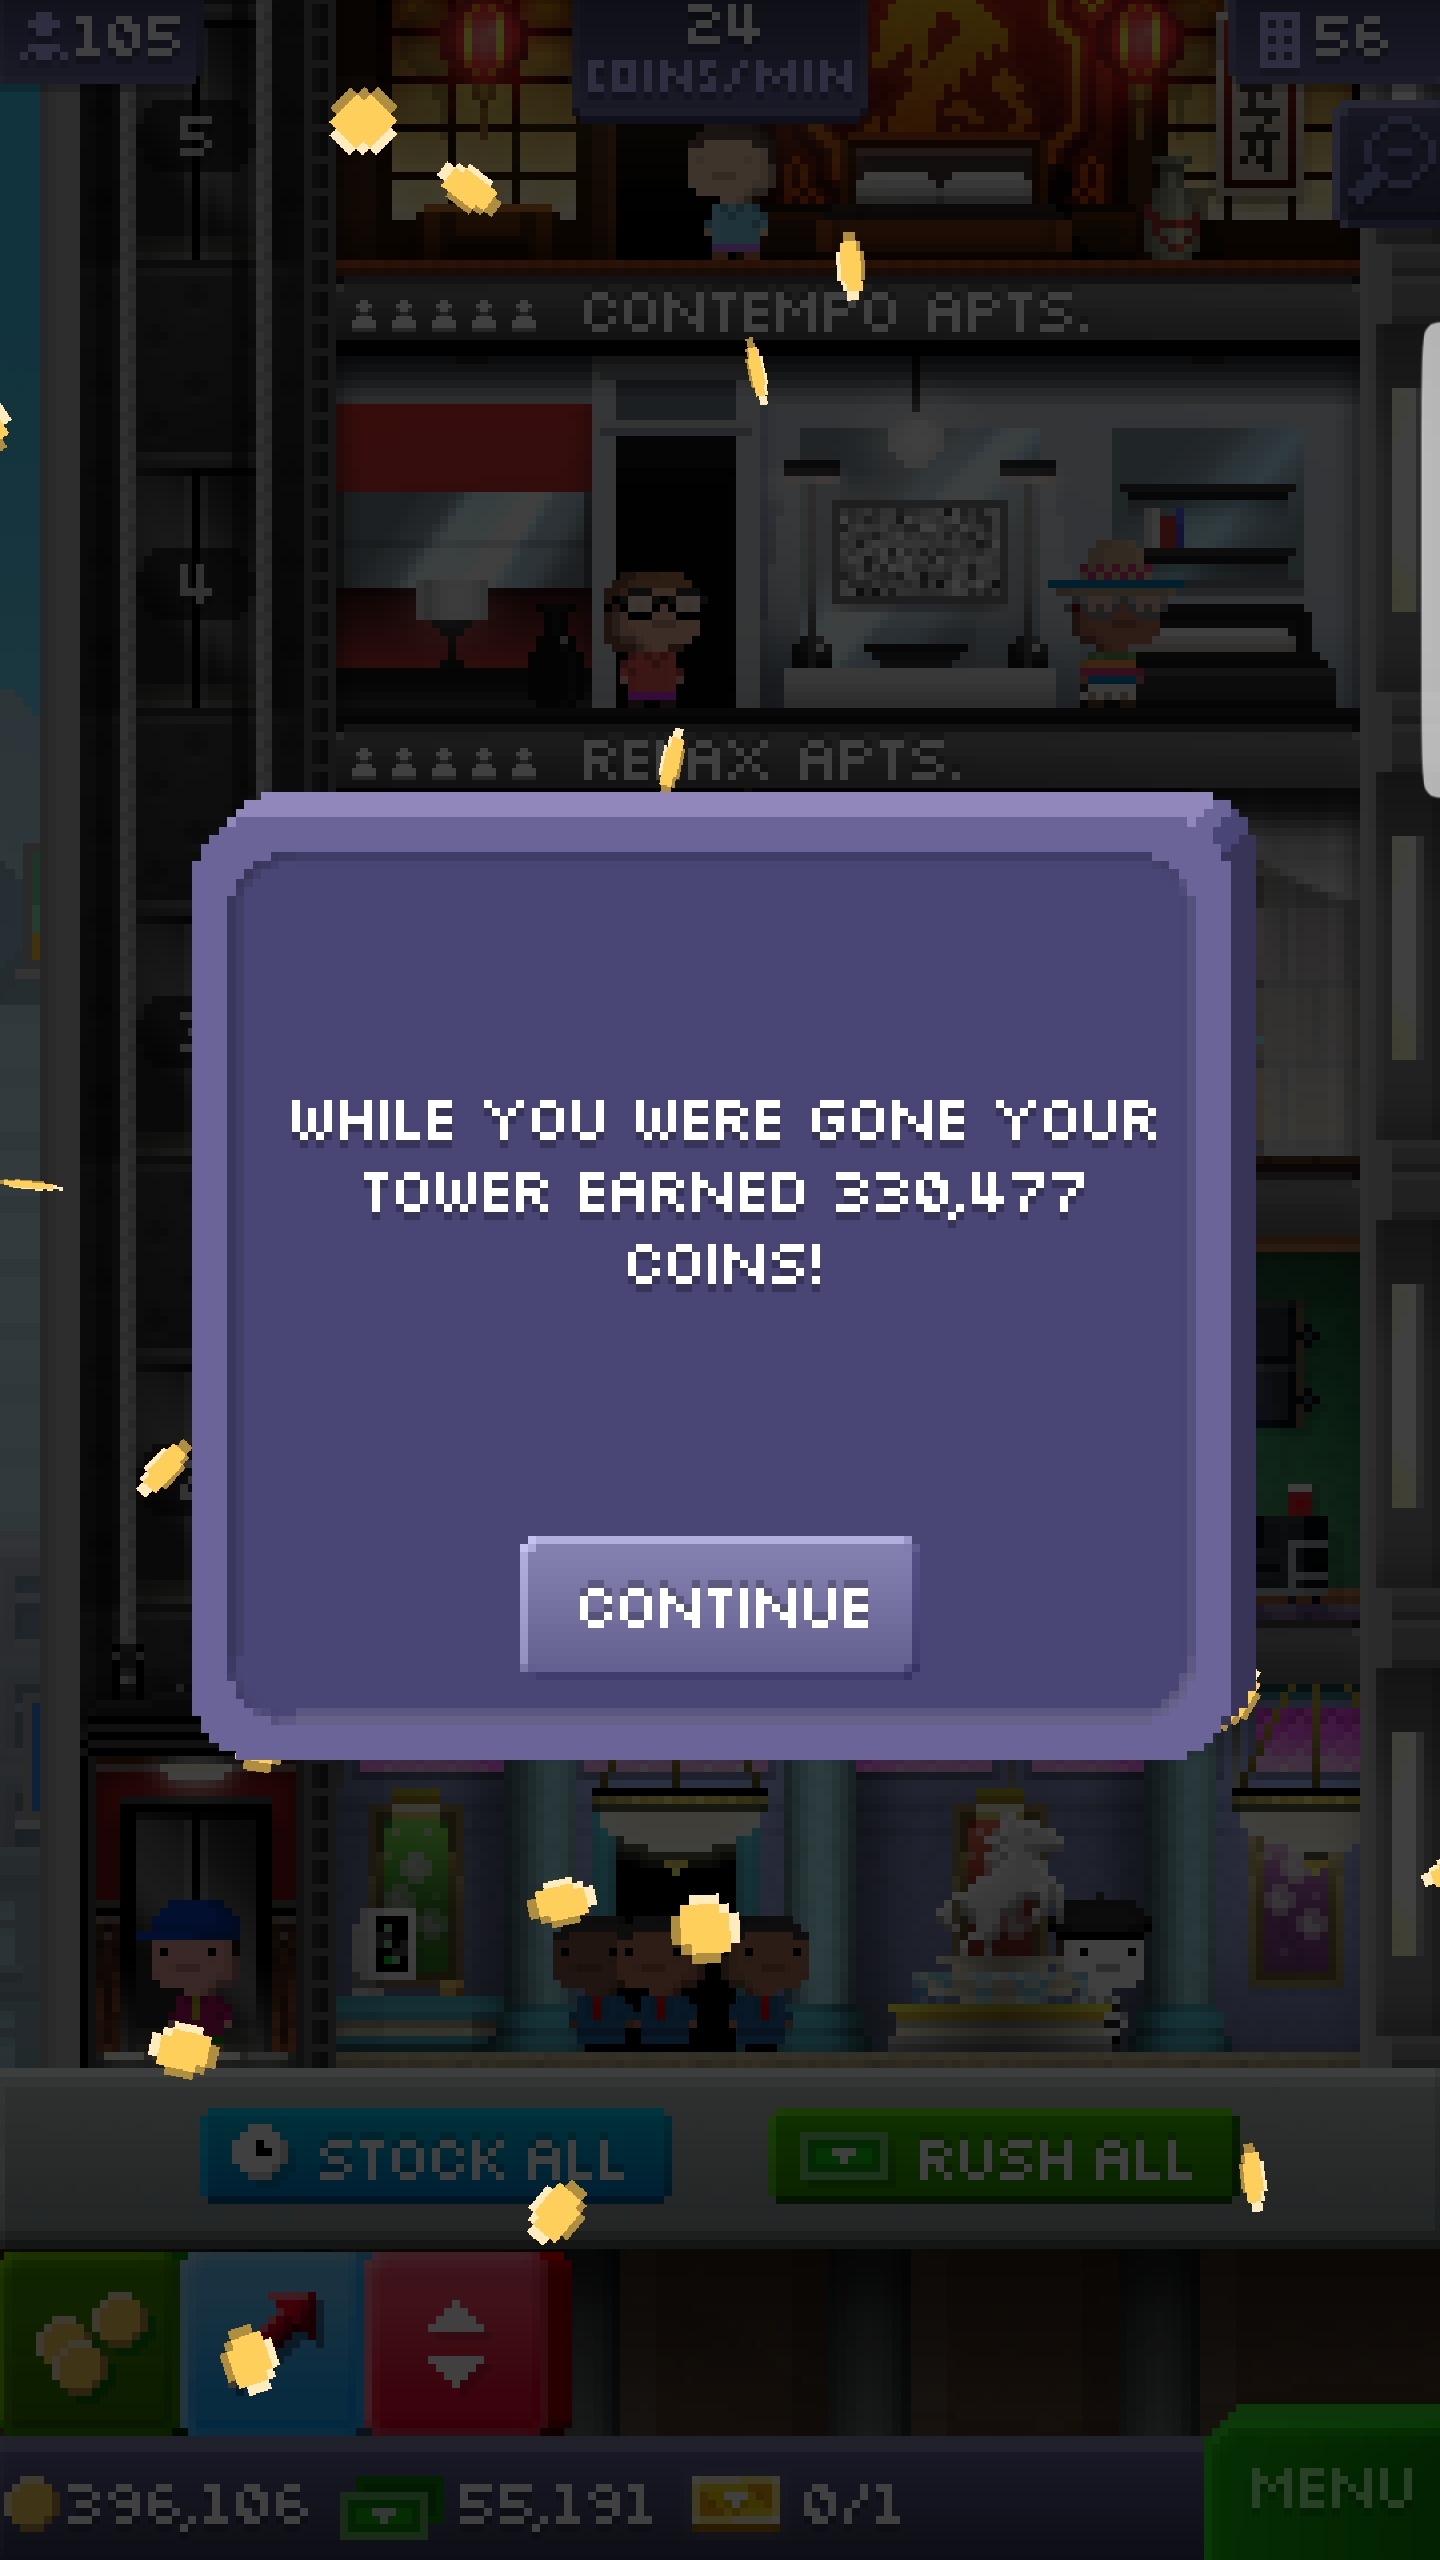 105
24
COINS/MIN
56
5
CONTEMPO APTS.
4
RELAX APTS.
WHILE YOU WERE GONE YOUR
TOWER EARNED 330,477
COINS!
CONTINUE
STOCK ALL
RUSH ALL
396,106
55,191
0/1
MENU